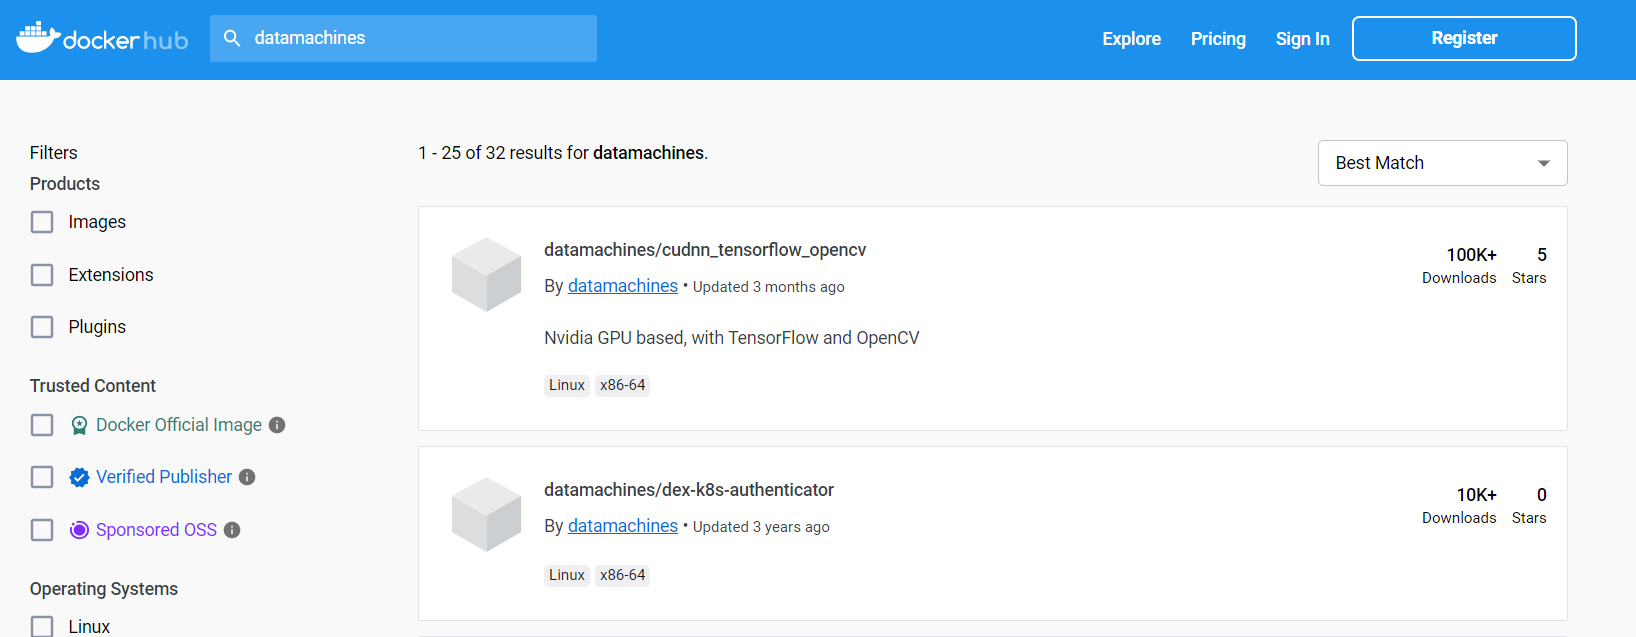 docker hub
datamachines
Explore
Pricing
Sign In
Register
Filters
Products
Images
Extensions
Plugins
Trusted Content
Docker Official Image
Verified Publisher
Sponsored OSS
Operating Systems
Linux
1 - 25 of 32 results for datamachines.
Best Match
datamachines/cudnn_tensorflow_opencv
By datamachines • Updated 3 months ago
Nvidia GPU based, with TensorFlow and OpenCV
Linux x86-64
100K+ 5
Downloads Stars
datamachines/dex-k8s-authenticator
By datamachines • Updated 3 years ago
Linux x86-64
10K+ 0
Downloads Stars